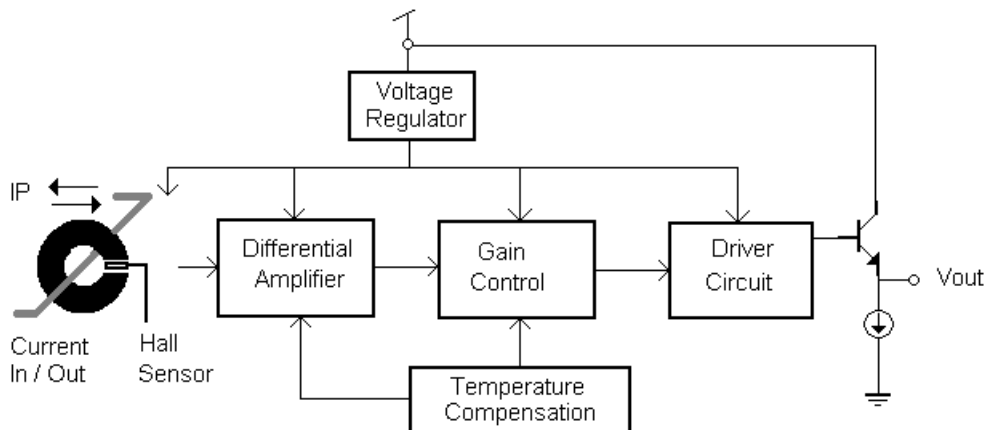 Voltage
Regulator
IP
Differential
Amplifier
Gain
Control
Driver
Circuit
Vout
Current
In / Out
Hall
Sensor
Temperature
Compensation